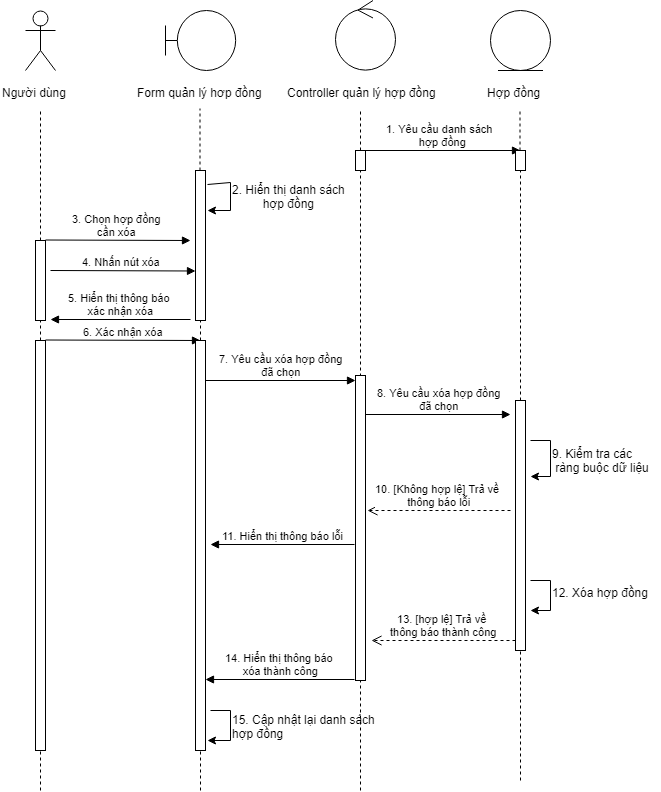 Người dùng
Form quản lý hợp đồng
Controller quản lý hợp đồng
Hợp đồng
1. Yêu cầu danh sách
hợp đồng
2. Hiển thị danh sách
hợp đồng
3. Chọn hợp đồng
cần xóa
4. Nhấn nút xóa
5. Hiển thị thông báo
xác nhận xóa
6. Xác nhận xóa
7. Yêu cầu xóa hợp đồng
đã chọn
8. Yêu cầu xóa hợp đồng
đã chọn
9. Kiểm tra các
ràng buộc dữ liệu
10. [Không hợp lệ] Trả về
thông báo lỗi
11. Hiển thị thông báo lỗi
12. Xóa hợp đồng
13. [hợp lệ] Trả về
thông báo thành công
14. Hiển thị thông báo
xóa thành công
15. Cập nhật lại danh sách
hợp đồng